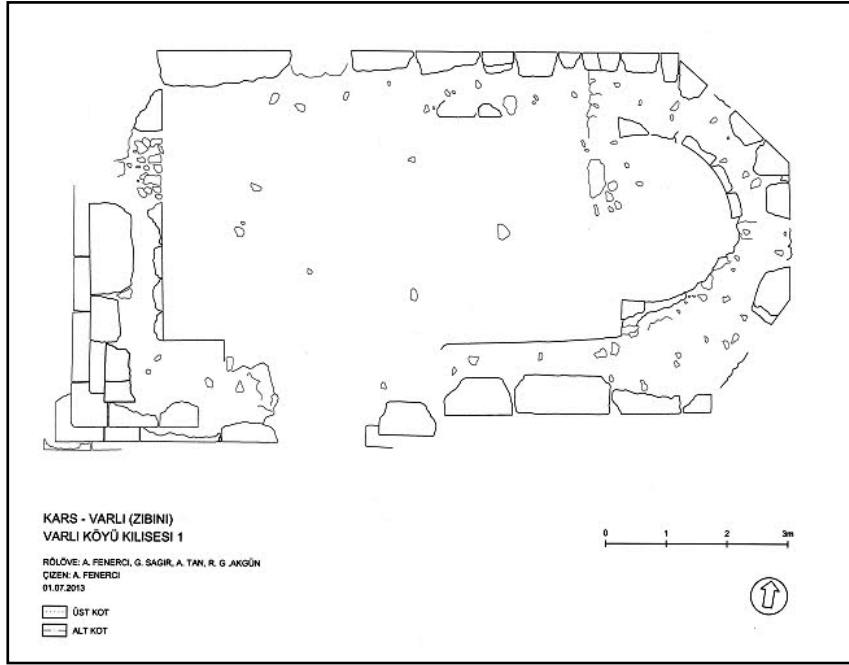 KARS - VARLI (ZIBINI)
VARLI KÖYÜ KILISESI 1
RÖLÖVE: A. FENERCI, G. SAGIR, A. TAN, R. G .AKGÜN
ÇIZEN: A. FENERCI
01.07.2013
ÜST KOT
ALT KOT
0 1 2 3m